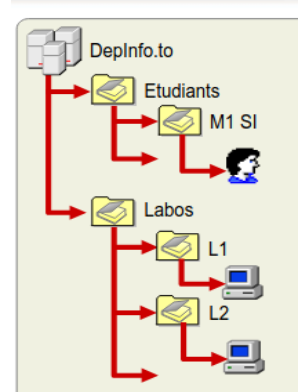 DepInfo.to
Etudiants
M1 SI
Labos
L1
L2